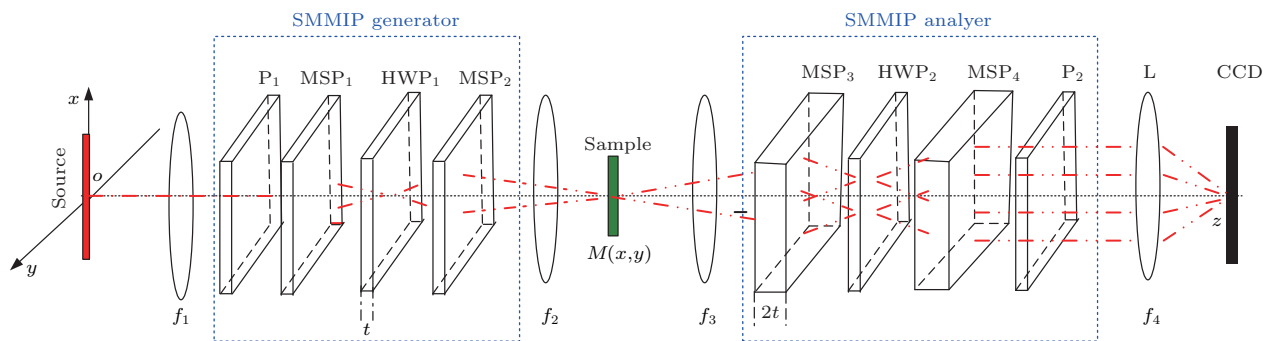 SMMIP generator
SMMIP analyer
P1 MSP1 HWP1 MSP2
MSP3 HWP2 MSP4 P2 L CCD
x
Sample
Source
o
y
z
M(x,y)
f1 t f2 f3 2t f4